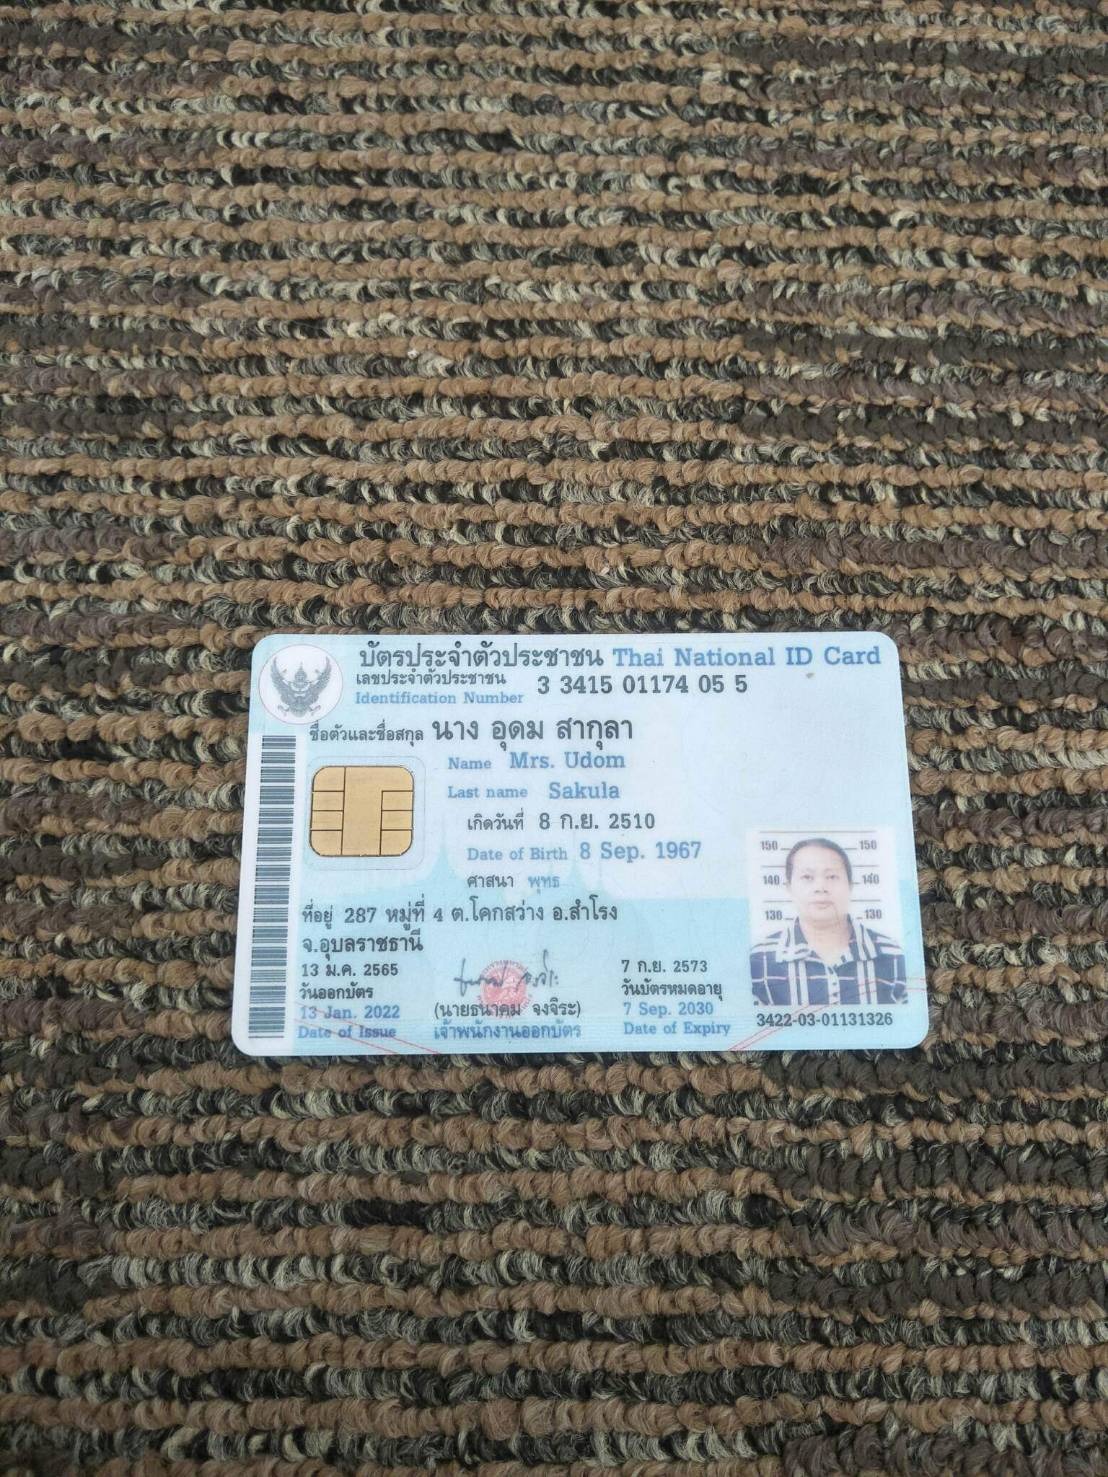 บัตรประจำตัวประชาชน Thai National ID Card
เลขประจำตัวประชาชน 3 3415 01174 05 5
Identification Number
ชื่อตัวและชื่อสกุล นาง อุดม สากุลา
Name Mrs. Udom
Last name Sakula
เกิดวันที่ 8 ก.ย. 2510
Date of Birth 8 Sep. 1967
ศาสนา พุทธ
ที่อยู่ 287 หมู่ที่ 4 ต.โคกสว่าง อ.สำโรง
จ.อุบลราชธานี
13 ม.ค. 2565
วันออกบัตร
13 Jan. 2022
Date of Issue
(นายธนาคม จงจิระ)
เจ้าพนักงานออกบัตร
7 ก.ย. 2573
วันบัตรหมดอายุ
7 Sep. 2030
Date of Expiry
150 150
140 140
130 130
3422-03-01131326